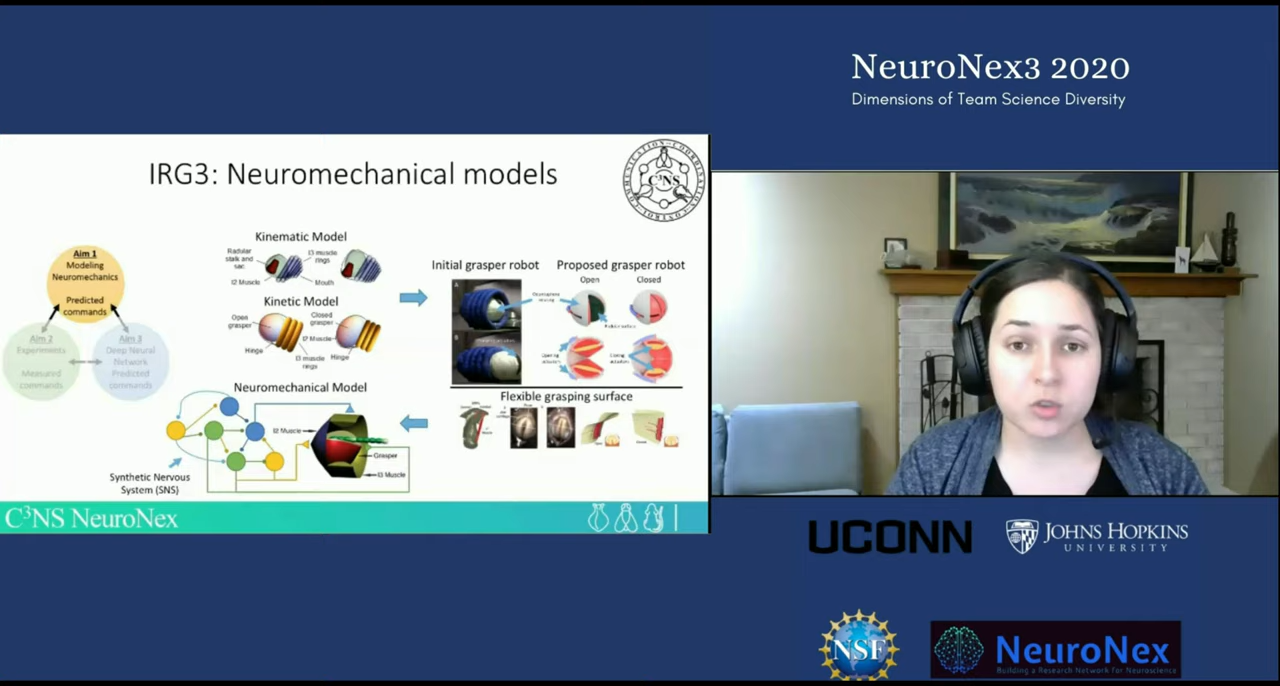 NeuroNex3 2020
Dimensions of Team Science Diversity
IRG3: Neuromechanical models
C³NS
Aim 1
Modeling
Neuromechanics
Predicted
commands
Aim 2
Experiments
Measured
commands
Aim 3
Deep Neural
Network
Predicted
commands
Kinematic Model
Radular
stalk and
sac
I3 muscle
rings
I2 Muscle
Mouth
Kinetic Model
Open
grasper
Closed
grasper
I2 Muscle
Hinge
I3 muscle
rings
Hinge
Neuromechanical Model
I2 Muscle
Grasper
I3 Muscle
Synthetic Nervous
System (SNS)
Initial grasper robot
Proposed grasper robot
Open
Closed
Flexible grasping surface
C³NS NeuroNex
UCONN
JOHNS HOPKINS
UNIVERSITY
NSF
NeuroNex
Building a Research Network for Neuroscience